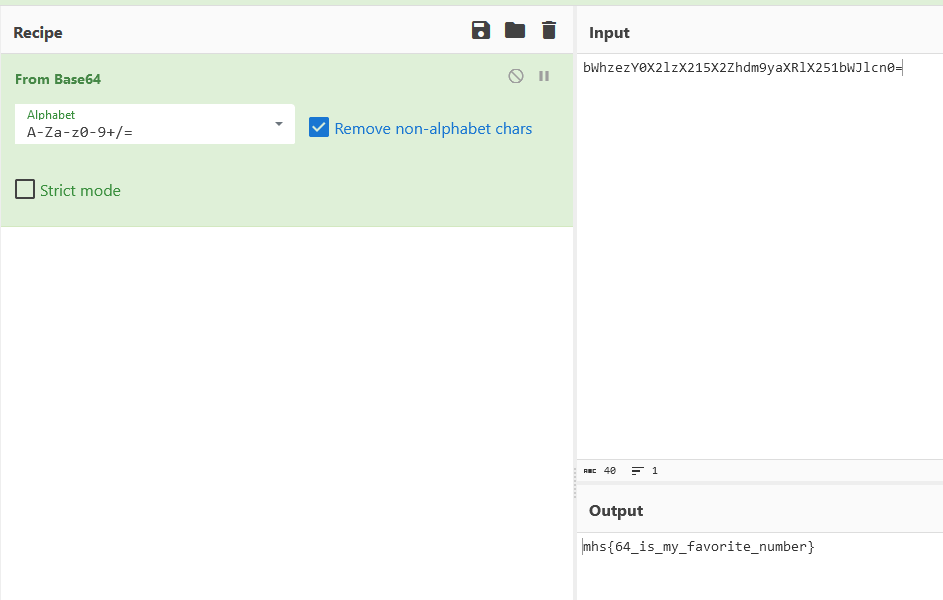 Recipe
From Base64
Alphabet
A-Za-z0-9+/=
Remove non-alphabet chars
Strict mode
Input
bWhzezY0X2lzX215X2Zhdm9yaXRlX251bWJlcn0=
ABC 40 1
Output
mhs{64_is_my_favorite_number}